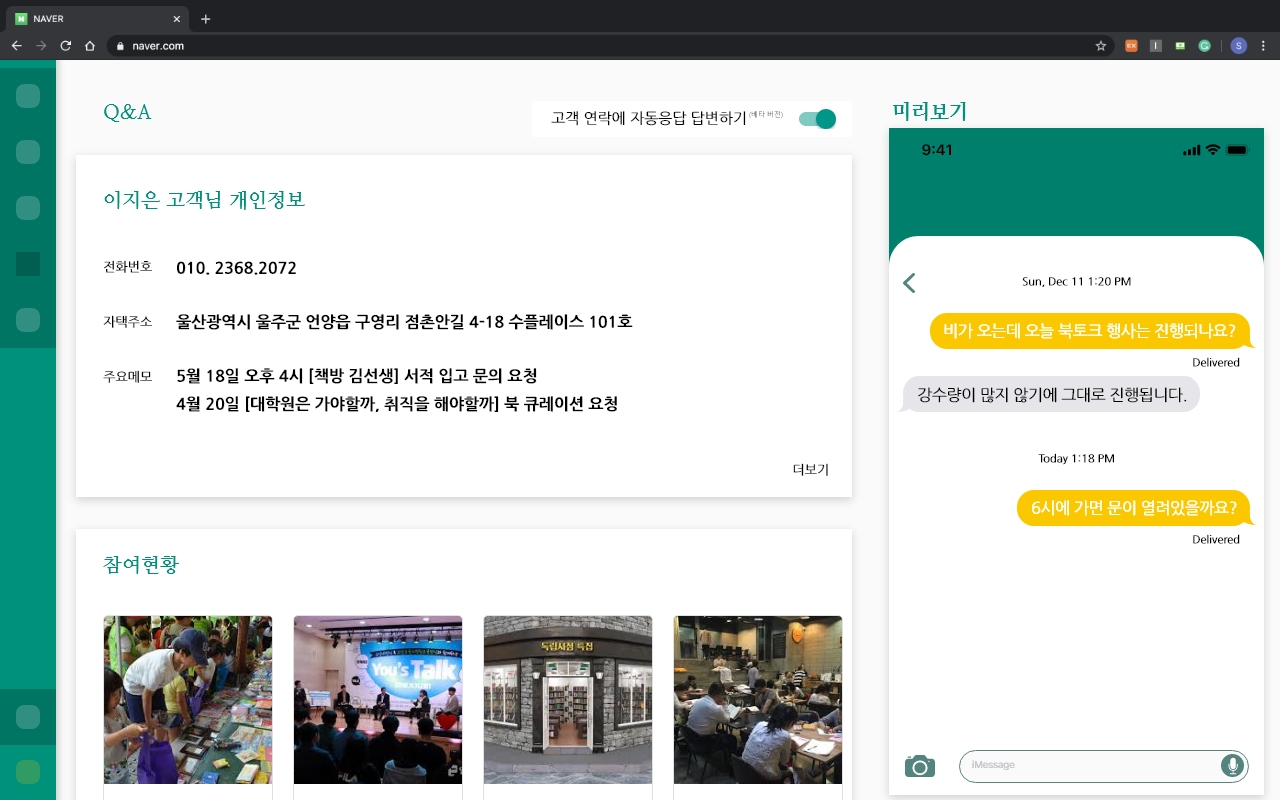 NAVER
naver.com
EX
S
Q&A
고객 연락에 자동응답 답변하기 (베타 버전)
이지은 고객님 개인정보
전화번호 010. 2368.2072
자택주소 울산광역시 울주군 언양읍 구영리 점촌안길 4-18 수플레이스 101호
주요메모 5월 18일 오후 4시 [책방 김선생] 서적 입고 문의 요청
4월 20일 [대학원은 가야할까, 취직을 해야할까] 북 큐레이션 요청
더보기
참여현황
You's Talk
독립서점 특집
미리보기
9:41
Sun, Dec 11 1:20 PM
비가 오는데 오늘 북토크 행사는 진행되나요?
Delivered
강수량이 많지 않기에 그대로 진행됩니다.
Today 1:18 PM
6시에 가면 문이 열려있을까요?
Delivered
iMessage